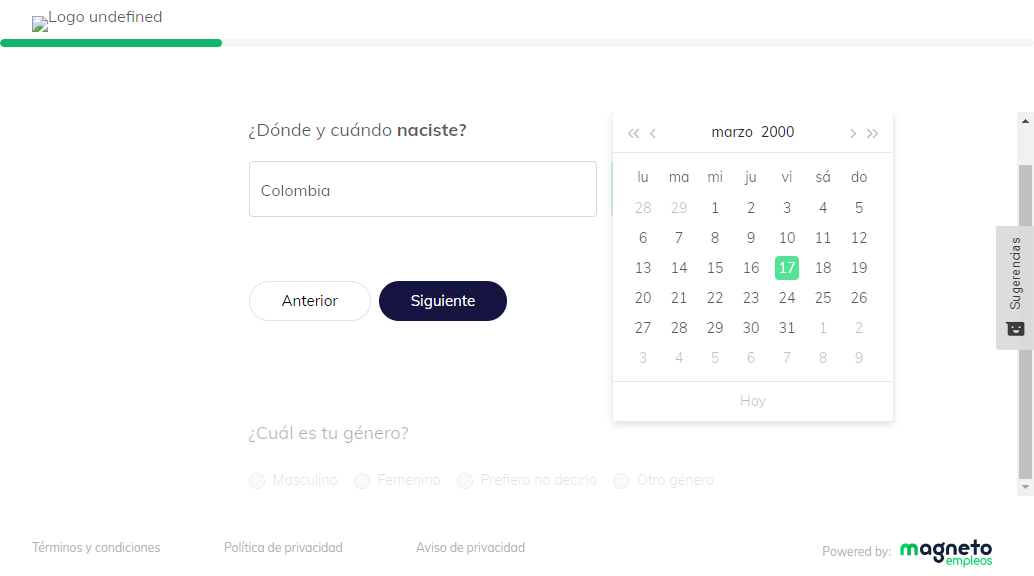 Logo undefined
¿Dónde y cuándo naciste?
Colombia
Anterior
Siguiente
marzo 2000
lu ma mi ju vi sá do
28 29 1 2 3 4 5
6 7 8 9 10 11 12
13 14 15 16 17 18 19
20 21 22 23 24 25 26
27 28 29 30 31 1 2
3 4 5 6 7 8 9
Hoy
Sugerendas
¿Cuál es tu género?
Masculino Femenino Prefiero no decirlo Otro género
Términos y condiciones
Política de privacidad
Aviso de privacidad
Powered by:
magneto
empleos